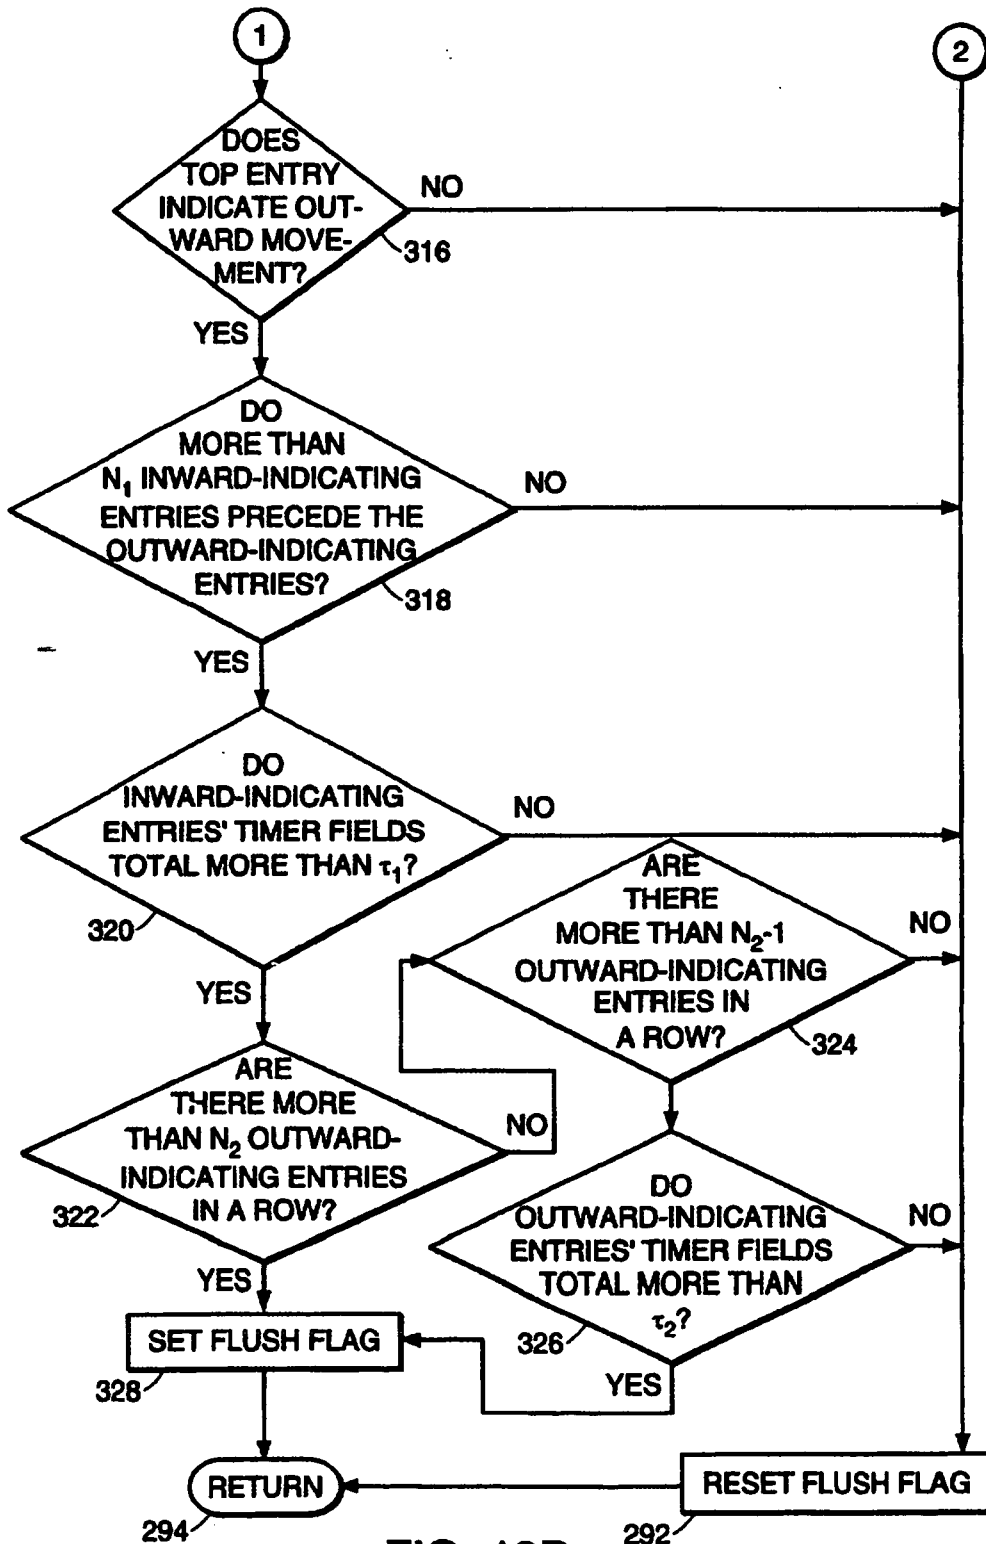 1
2
DOES
TOP ENTRY
INDICATE OUT-
WARD MOVE-
MENT?
NO
316
YES
DO
MORE THAN
N₁ INWARD-INDICATING
ENTRIES PRECEDE THE
OUTWARD-INDICATING
ENTRIES?
NO
318
YES
DO
INWARD-INDICATING
ENTRIES' TIMER FIELDS
TOTAL MORE THAN τ₁?
NO
320
YES
ARE
THERE
MORE THAN N₂-1
OUTWARD-INDICATING
ENTRIES IN
A ROW?
NO
324
ARE
THERE MORE
THAN N₂ OUTWARD-
INDICATING ENTRIES
IN A ROW?
NO
322
YES
DO
OUTWARD-INDICATING
ENTRIES' TIMER FIELDS
TOTAL MORE THAN
τ₂?
NO
326
YES
SET FLUSH FLAG
328
RETURN
294
RESET FLUSH FLAG
292